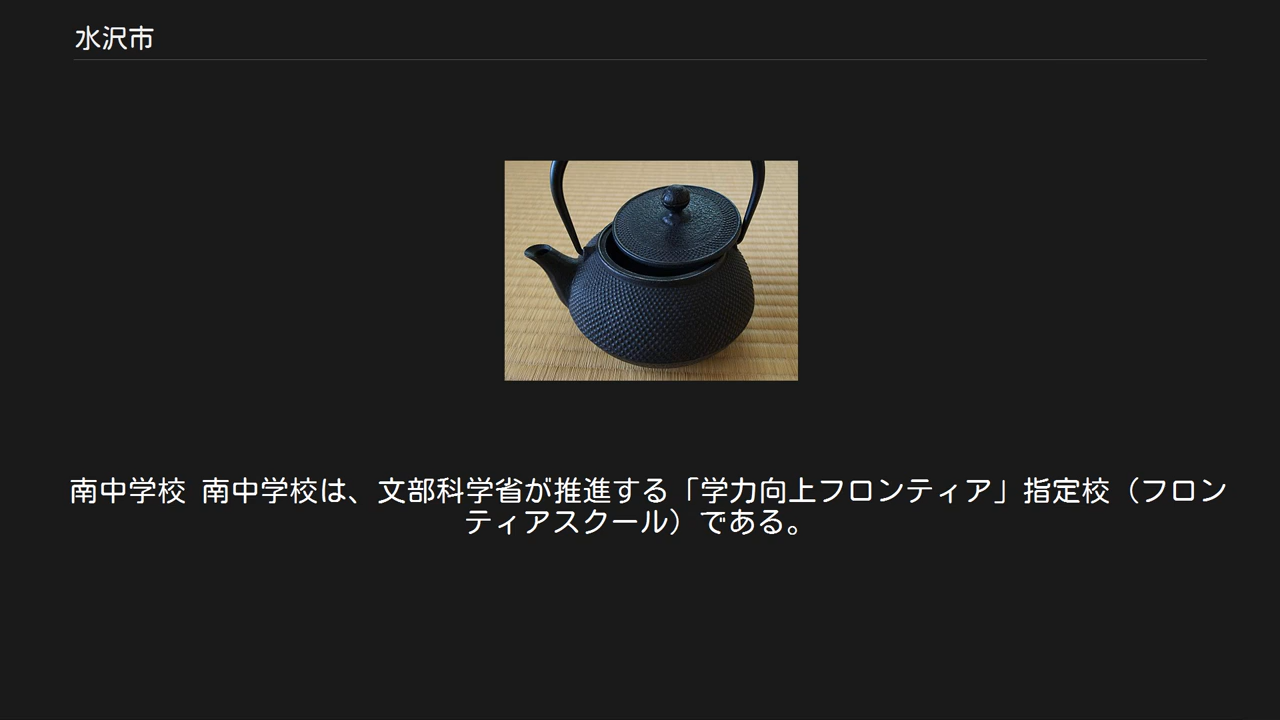 水沢市
南中学校 南中学校は、文部科学省が推進する「学力向上フロンティア」指定校（フロン
ティアスクール）である。